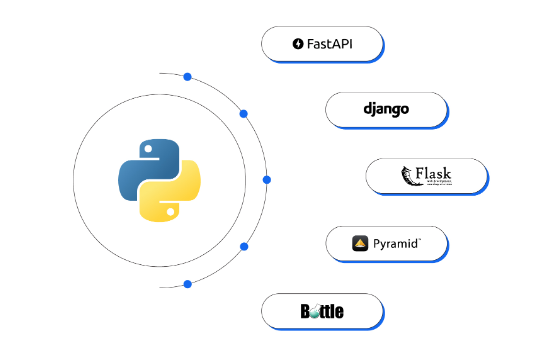 FastAPI
django
Flask
Pyramid
Bottle